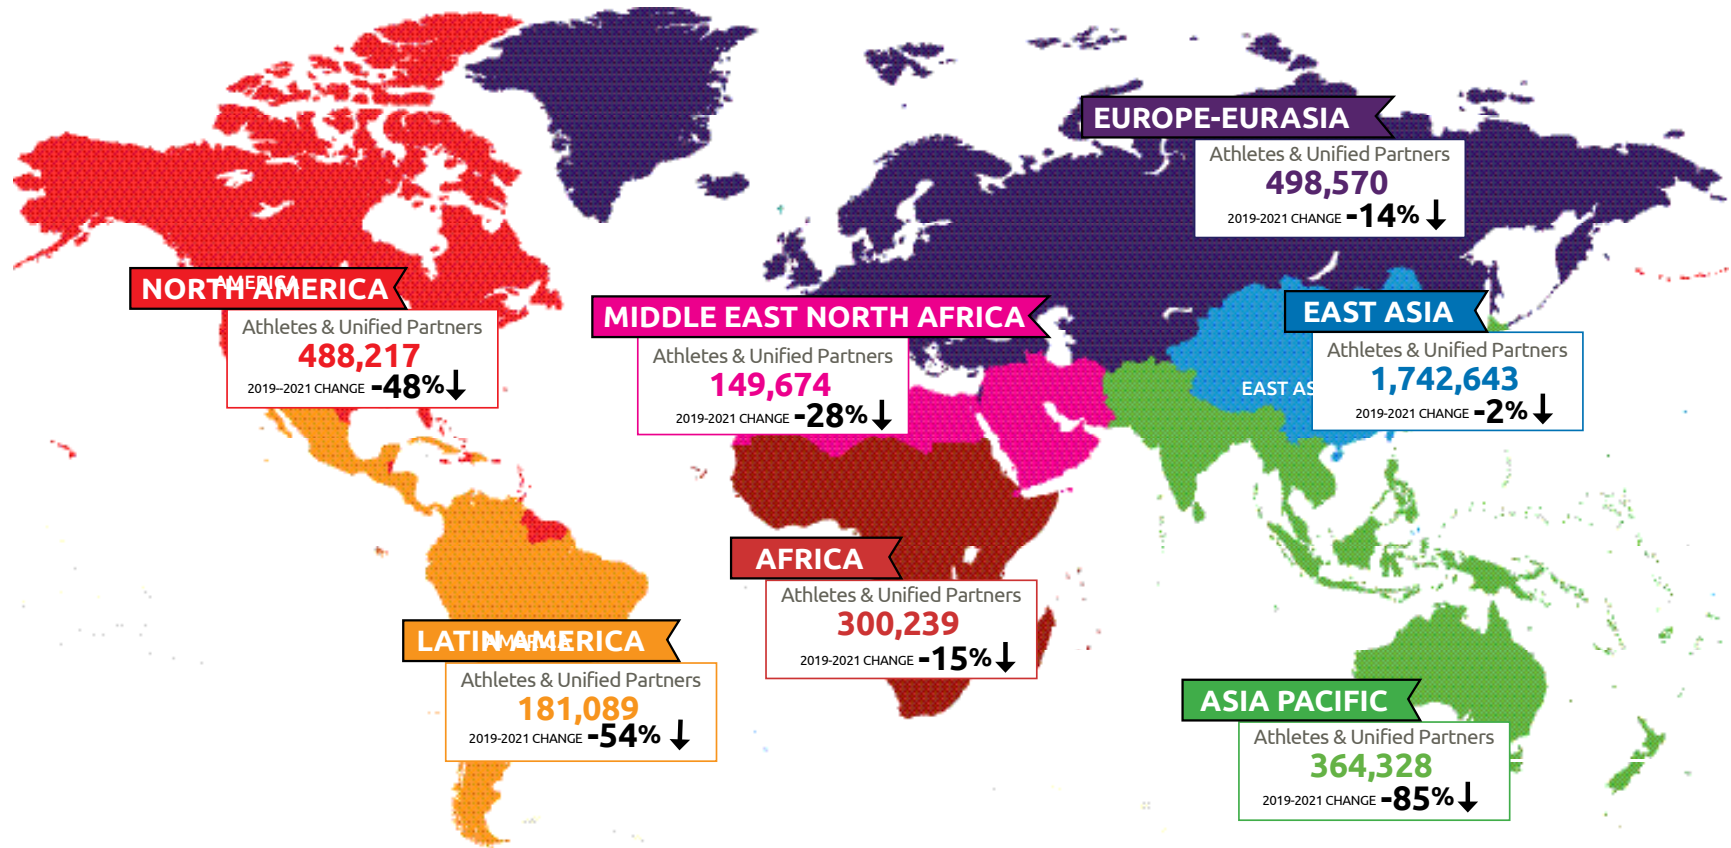 EUROPE-EURASIA
Athletes & Unified Partners
498,570
2019-2021 CHANGE -14%
AMERICA
NORTH AMERICA
Athletes & Unified Partners
488,217
2019–2021 CHANGE -48%
MIDDLE EAST NORTH AFRICA
Athletes & Unified Partners
149,674
2019-2021 CHANGE -28%
EAST ASIA
Athletes & Unified Partners
1,742,643
2019-2021 CHANGE -2%
EAST AS
AFRICA
Athletes & Unified Partners
300,239
2019-2021 CHANGE -15%
LATIN AMERICA
AMERICA
Athletes & Unified Partners
181,089
2019-2021 CHANGE -54%
ASIA PACIFIC
Athletes & Unified Partners
364,328
2019-2021 CHANGE -85%